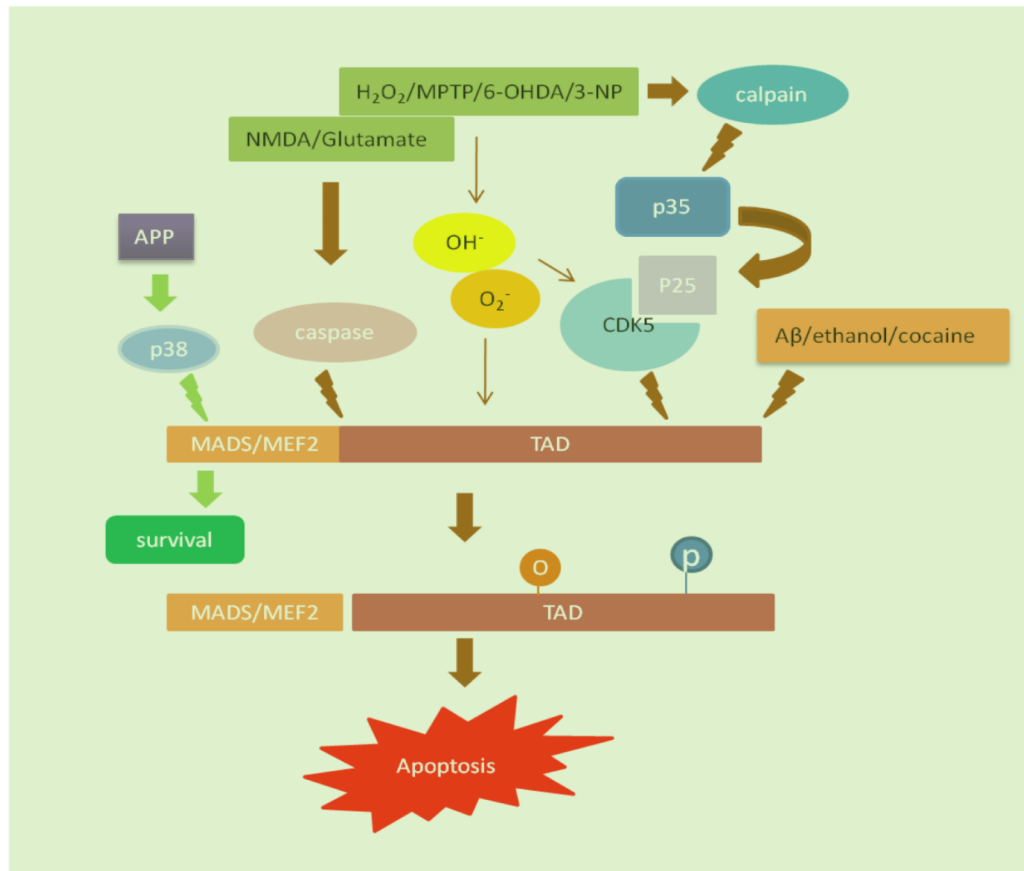 H₂O₂/MPTP/6-OHDA/3-NP
calpain
NMDA/Glutamate
p35
APP
OH⁻
P25
O₂⁻
CDK5
caspase
p38
Aβ/ethanol/cocaine
MADS/MEF2
TAD
survival
O
p
MADS/MEF2
TAD
Apoptosis